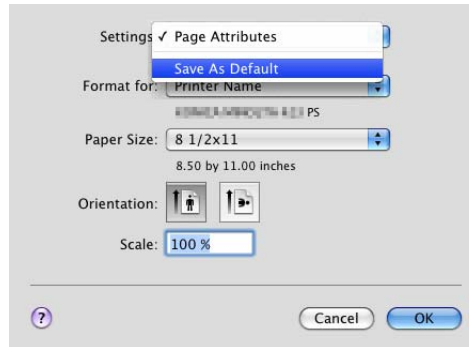 Settings ✓ Page Attributes
Save As Default
Format for: Printer Name
PS
Paper Size: 8 1/2x11
8.50 by 11.00 inches
Orientation:
Scale: 100 %
? Cancel OK